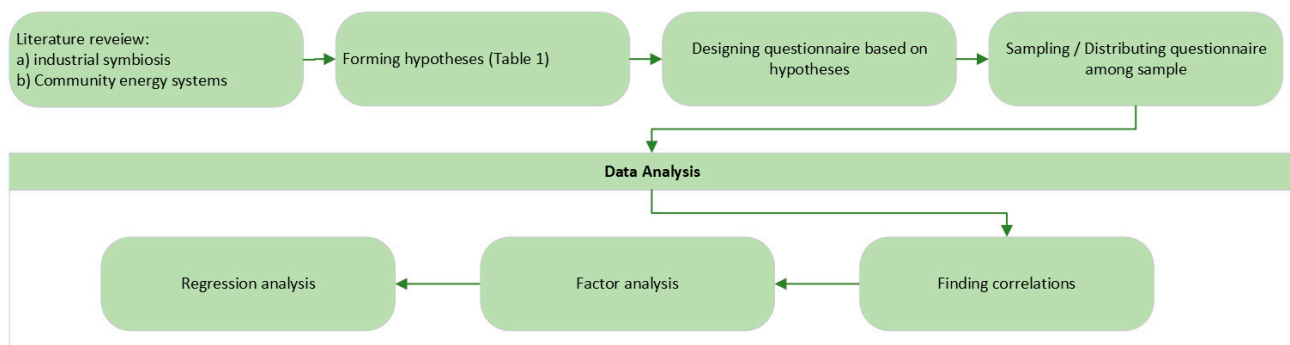 Literature reveiew:
a) industrial symbiosis
b) Community energy systems
Forming hypotheses (Table 1)
Designing questionnaire based on
hypotheses
Sampling / Distributing questionnaire
among sample
Data Analysis
Finding correlations
Factor analysis
Regression analysis